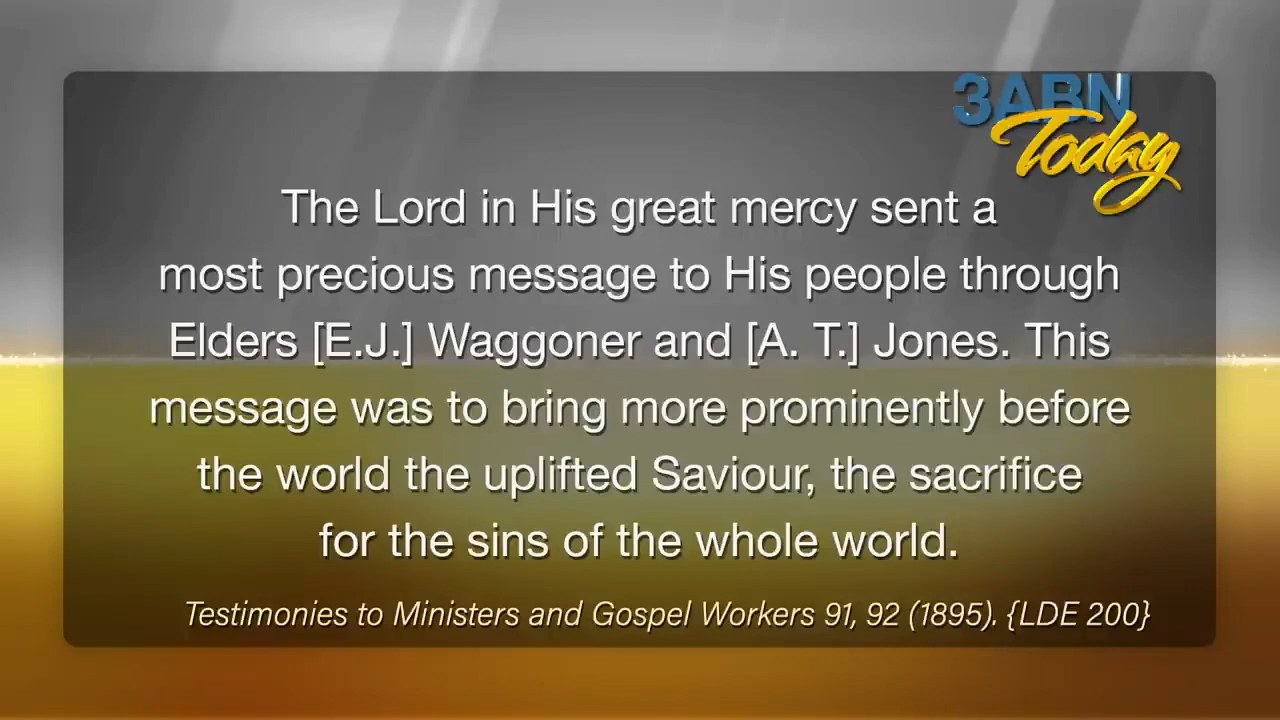 3ABN
Today
The Lord in His great mercy sent a
most precious message to His people through
Elders [E.J.] Waggoner and [A. T.] Jones. This
message was to bring more prominently before
the world the uplifted Saviour, the sacrifice
for the sins of the whole world.
Testimonies to Ministers and Gospel Workers 91, 92 (1895). {LDE 200}